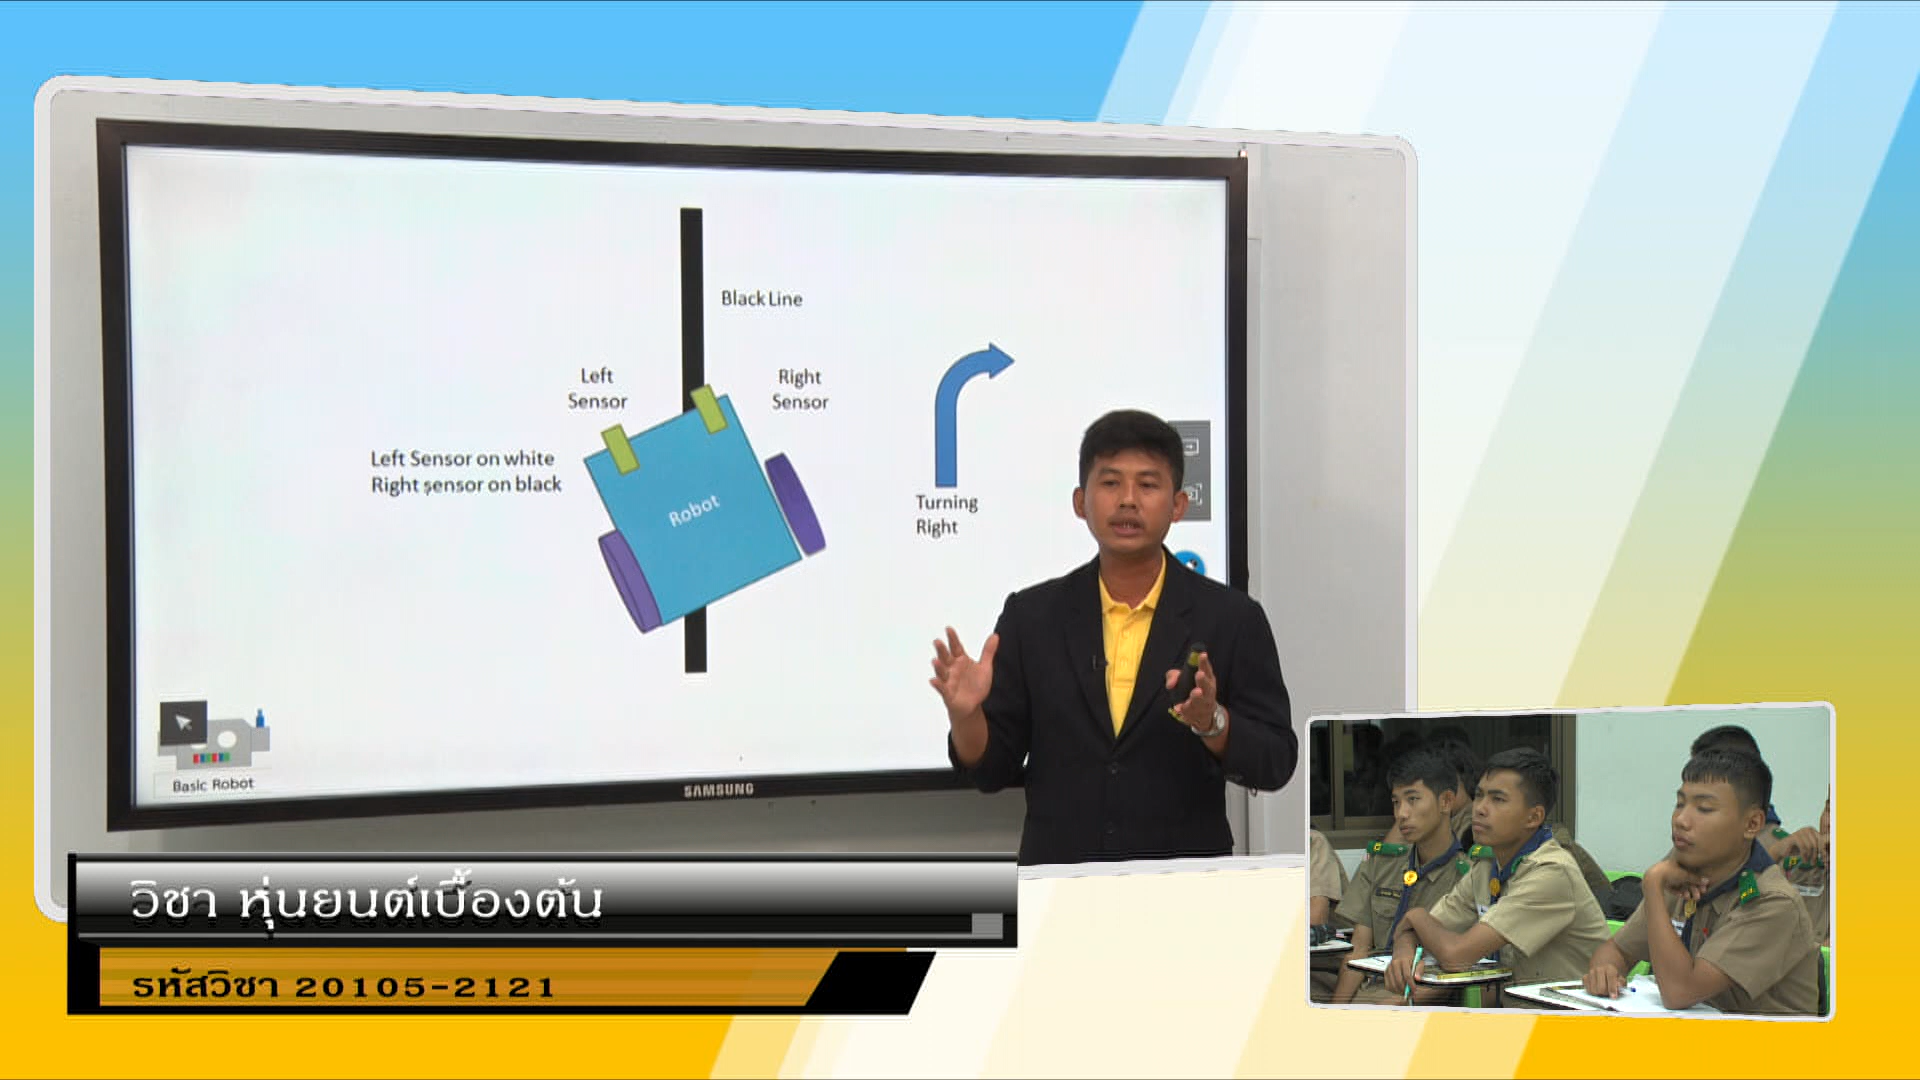 Black Line
Left
Sensor
Right
Sensor
Left Sensor on white
Right sensor on black
Robot
Turning
Right
Basic Robot
SAMSUNG
วิชา หุ่นยนต์เบื้องต้น
รหัสวิชา 20105-2121